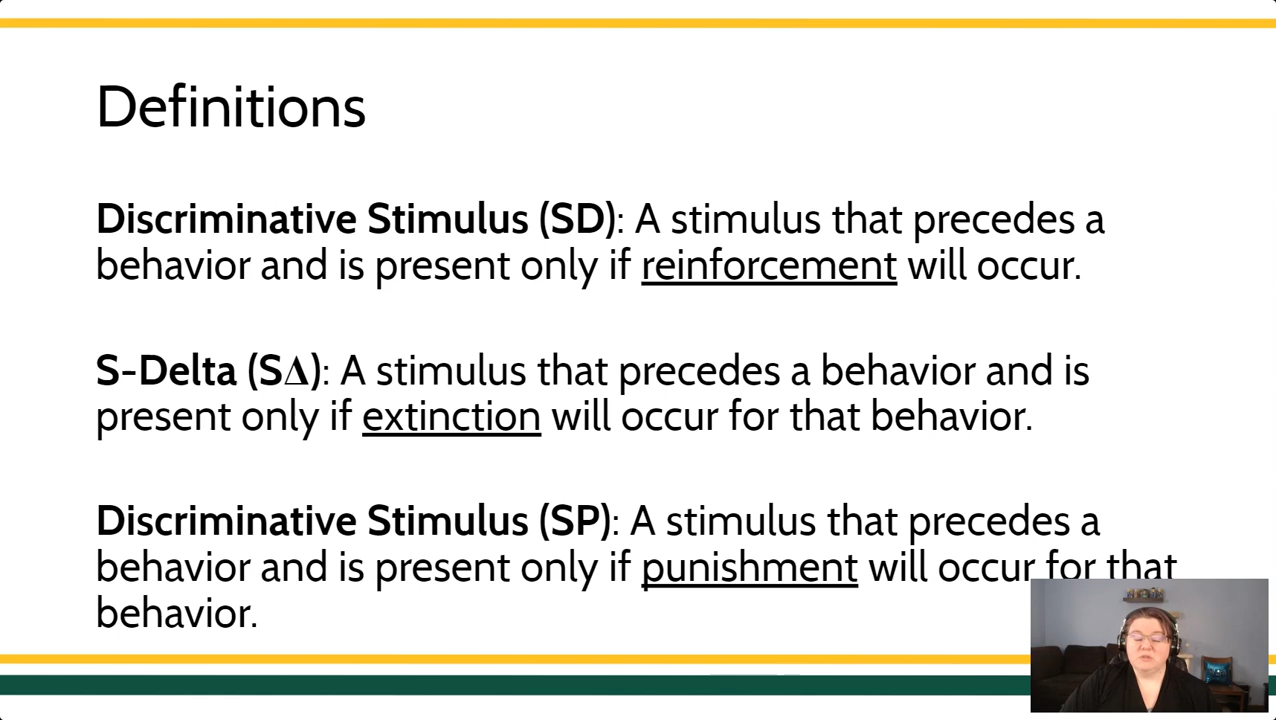 Definitions
Discriminative Stimulus (SD): A stimulus that precedes a
behavior and is present only if reinforcement will occur.
S-Delta (SΔ): A stimulus that precedes a behavior and is
present only if extinction will occur for that behavior.
Discriminative Stimulus (SP): A stimulus that precedes a
behavior and is present only if punishment will occur for that
behavior.